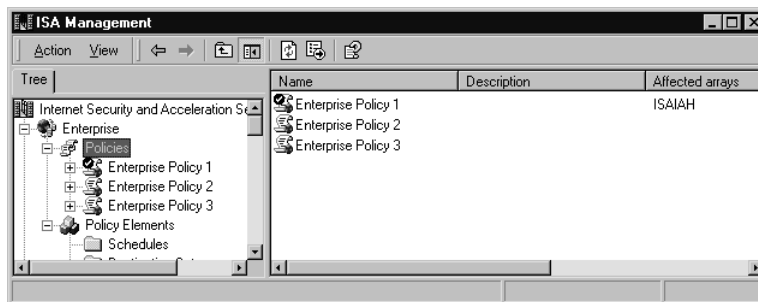 ISA Management
Action View
Tree
Name Description Affected arrays
Internet Security and Acceleration Se
Enterprise
Policies
Enterprise Policy 1
Enterprise Policy 2
Enterprise Policy 3
Policy Elements
Schedules
Enterprise Policy 1 ISAIAH
Enterprise Policy 2
Enterprise Policy 3